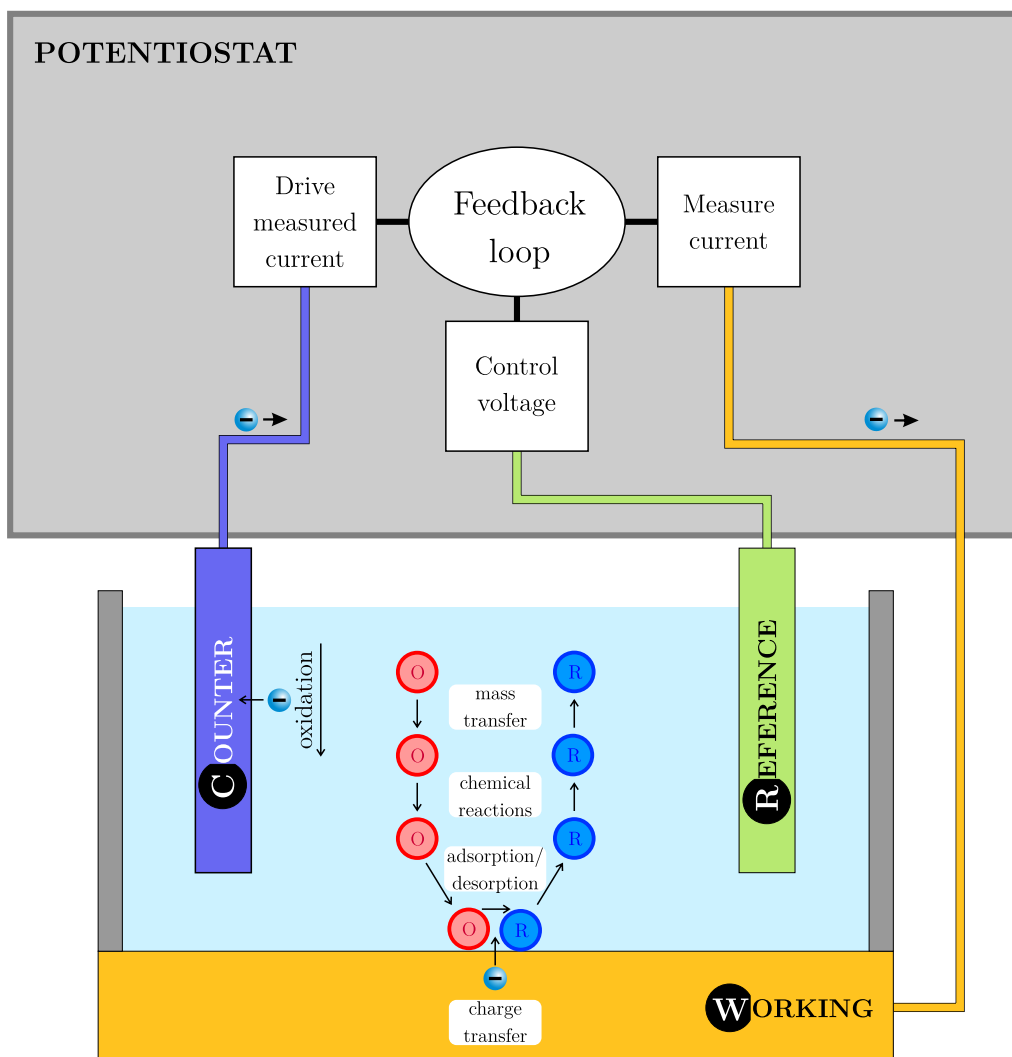 POTENTIOSTAT
Drive
measured
current
Feedback
loop
Measure
current
Control
voltage
COUNTER
oxidation
O
R
mass
transfer
O
R
chemical
reactions
O
R
adsorption/
desorption
O
R
charge
transfer
REFERENCE
WORKING